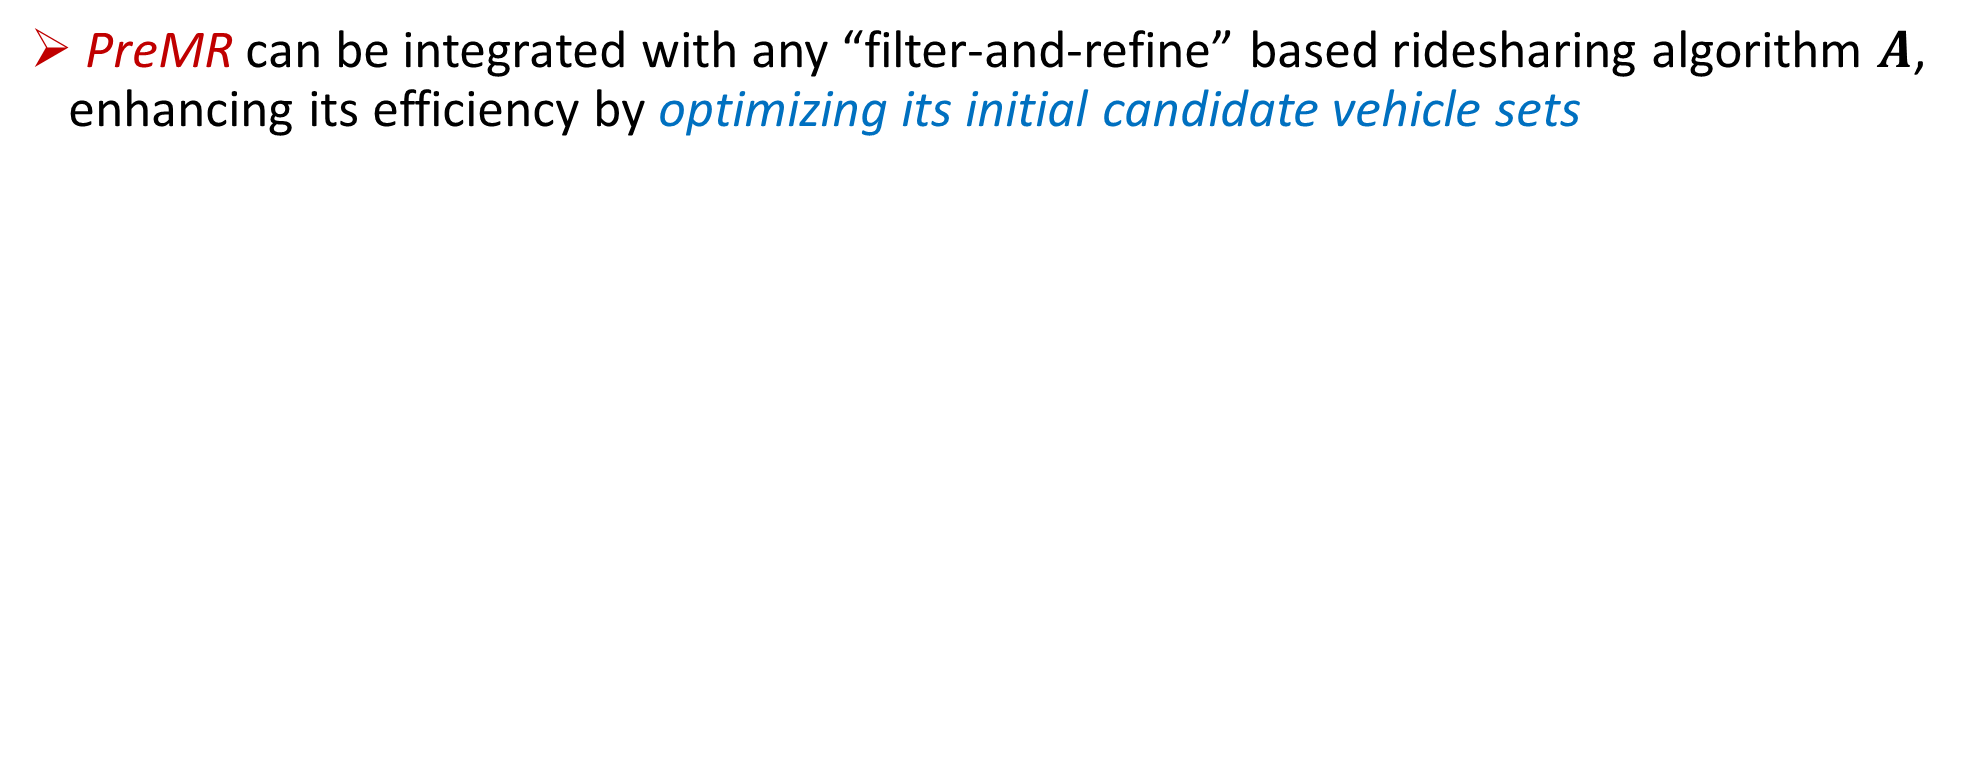 ➢ PreMR can be integrated with any “filter-and-refine” based ridesharing algorithm A,
enhancing its efficiency by optimizing its initial candidate vehicle sets